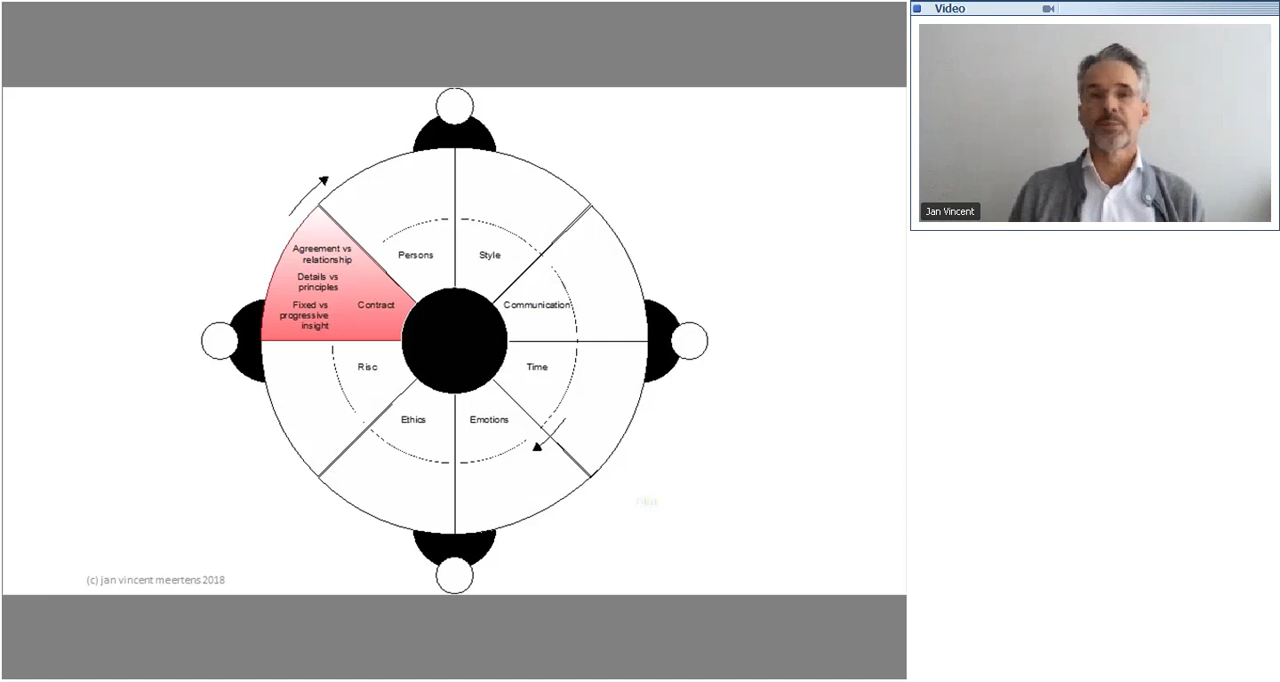 Video
Jan Vincent
Persons
Style
Agreement vs
relationship
Details vs
principles
Fixed vs
progressive
insight
Contract
Communication
Risc
Time
Ethics
Emotions
(c) jan vincent meertens 2018